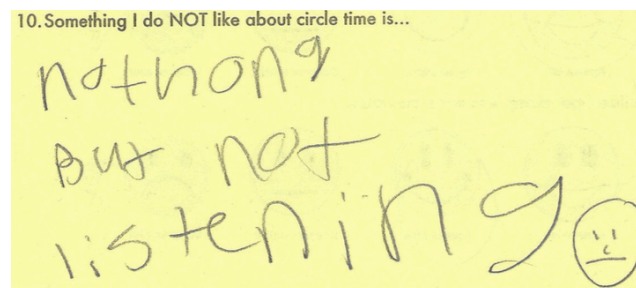 10. Something I do NOT like about circle time is...
nothong
But not
listening